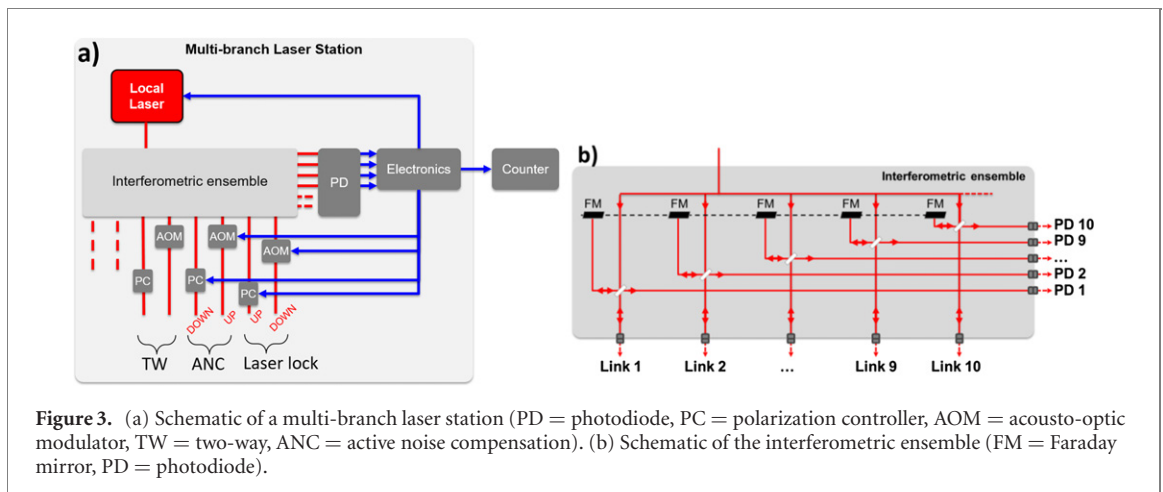 a)
Multi-branch Laser Station
Local
Laser
Interferometric ensemble
PD
Electronics
Counter
AOM
AOM
AOM
PC
PC
PC
DOWN
UP
UP
DOWN
TW
ANC
Laser lock
b)
Interferometric ensemble
FM
FM
FM
FM
FM
PD 10
PD 9
...
PD 2
PD 1
Link 1
Link 2
...
Link 9
Link 10
Figure 3. (a) Schematic of a multi-branch laser station (PD = photodiode, PC = polarization controller, AOM = acousto-optic
modulator, TW = two-way, ANC = active noise compensation). (b) Schematic of the interferometric ensemble (FM = Faraday
mirror, PD = photodiode).